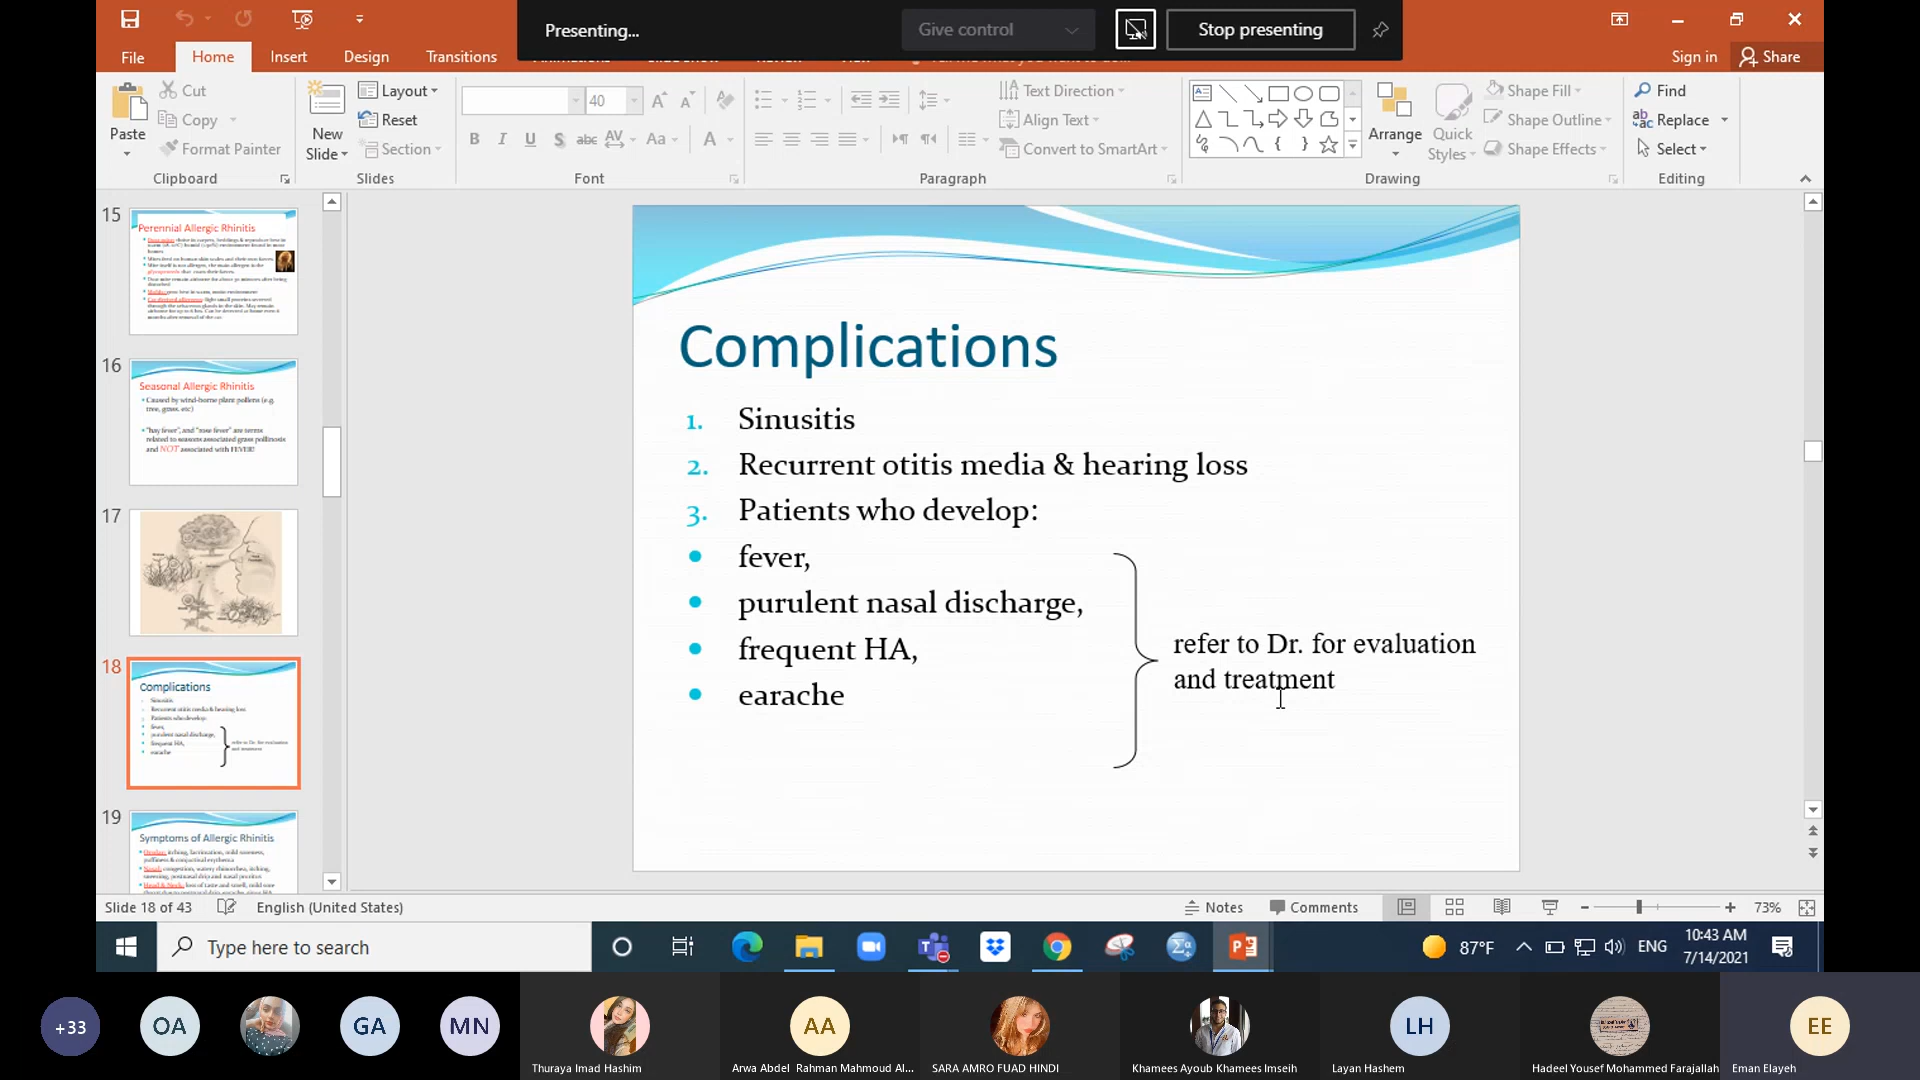 Presenting...
Give control
Stop presenting
File
Home
Insert
Design
Transitions
Sign in
Share
Cut
Copy
Format Painter
Paste
Clipboard
New
Slide
Layout
Reset
Section
Slides
40
B I U S abc AV Aa A
Font
Text Direction
Align Text
Convert to SmartArt
Paragraph
Arrange
Quick
Styles
Shape Fill
Shape Outline
Shape Effects
Drawing
Find
Replace
Select
Editing
15
Perennial Allergic Rhinitis
16
Seasonal Allergic Rhinitis
Caused by wind-borne plant pollens (e.g.
tree, grass, etc)
"hay fever", and "rose fever" are terms
related to seasons associated grass pollinosis
and NOT associated with FEVER!
17
18
Complications
Sinusitis
Recurrent otitis media & hearing loss
Patients who develop:
fever,
purulent nasal discharge,
frequent HA,
earache
refer to Dr. for evaluation
and treatment
19
Symptoms of Allergic Rhinitis
Complications
1. Sinusitis
2. Recurrent otitis media & hearing loss
3. Patients who develop:
• fever,
• purulent nasal discharge,
• frequent HA,
• earache
refer to Dr. for evaluation
and treatment
Slide 18 of 43
English (United States)
Notes
Comments
73%
Type here to search
87°F
ENG
10:43 AM
7/14/2021
+33
OA
GA
MN
AA
LH
EE
Thuraya Imad Hashim
Arwa Abdel Rahman Mahmoud Al...
SARA AMRO FUAD HINDI
Khamees Ayoub Khamees Imseih
Layan Hashem
Hadeel Yousef Mohammed Farajallah
Eman Elayeh